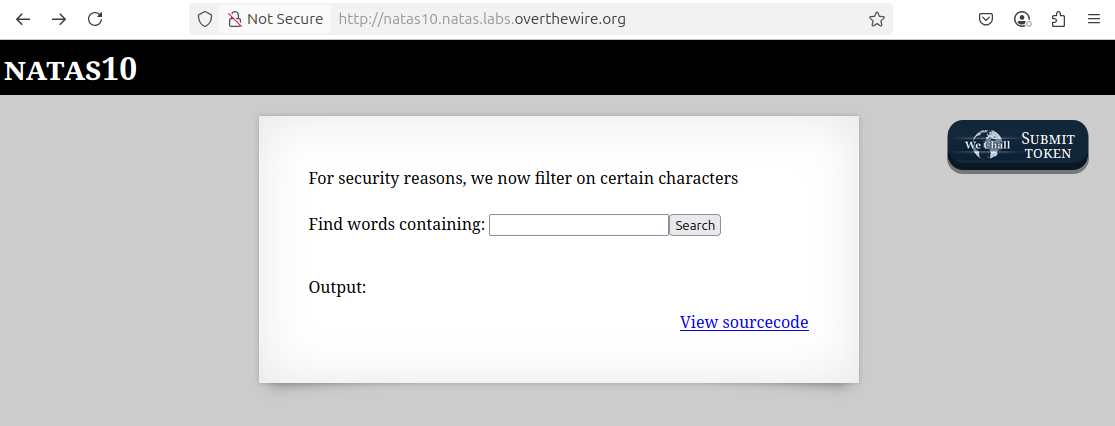 Not Secure http://natas10.natas.labs.overthewire.org
NATAS10
We Chall SUBMIT TOKEN
For security reasons, we now filter on certain characters
Find words containing: Search
Output:
View sourcecode